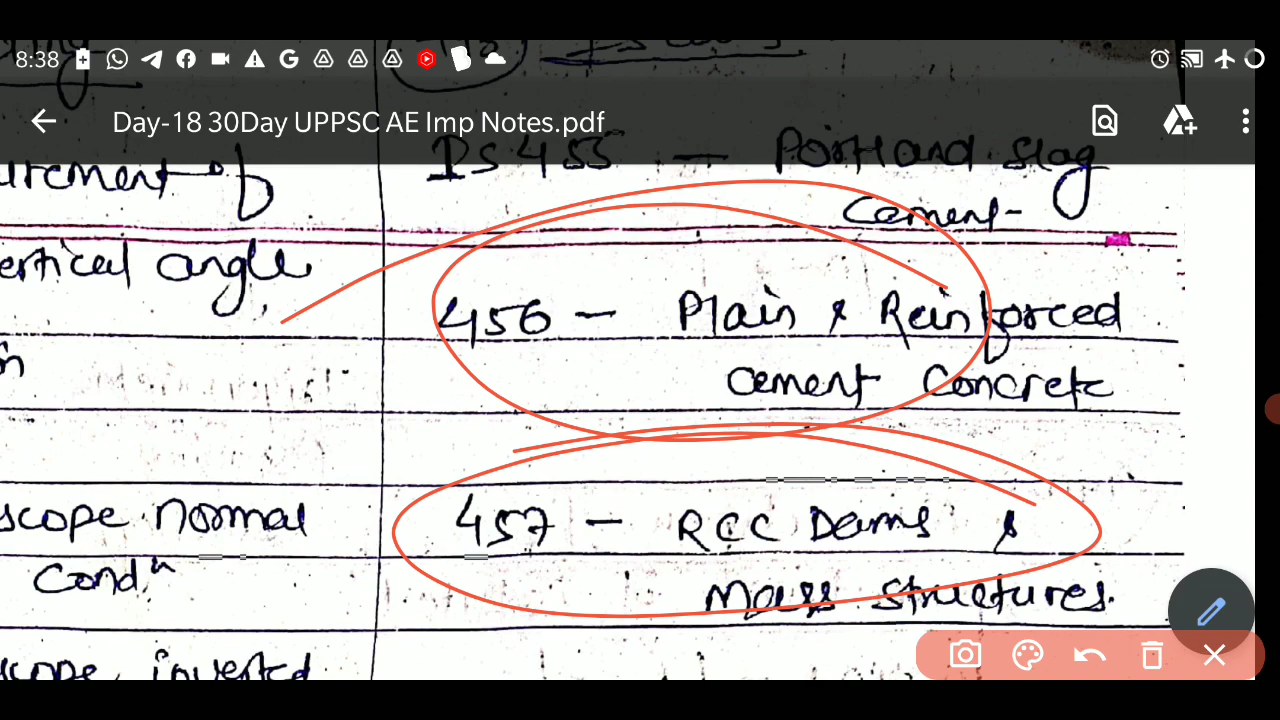 8:38
Day-18 30Day UPPSC AE Imp Notes.pdf
urement of
ertical angle
scope normal
Condn
scope inverted
IS 455 — Portland slag
Cement-
456 — Plain & Reinforced
cement Concrete
457 — RCC Dams &
Mass structures.